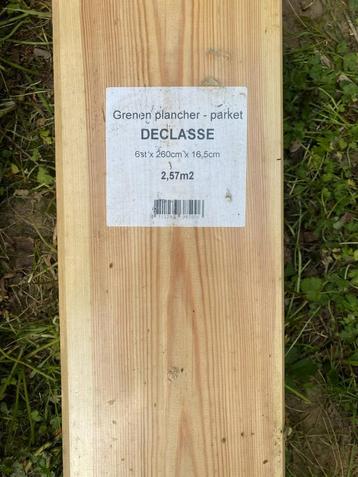 Grenen plancher - parket
DECLASSE
6st x 260cm x 16,5cm
2,57m2